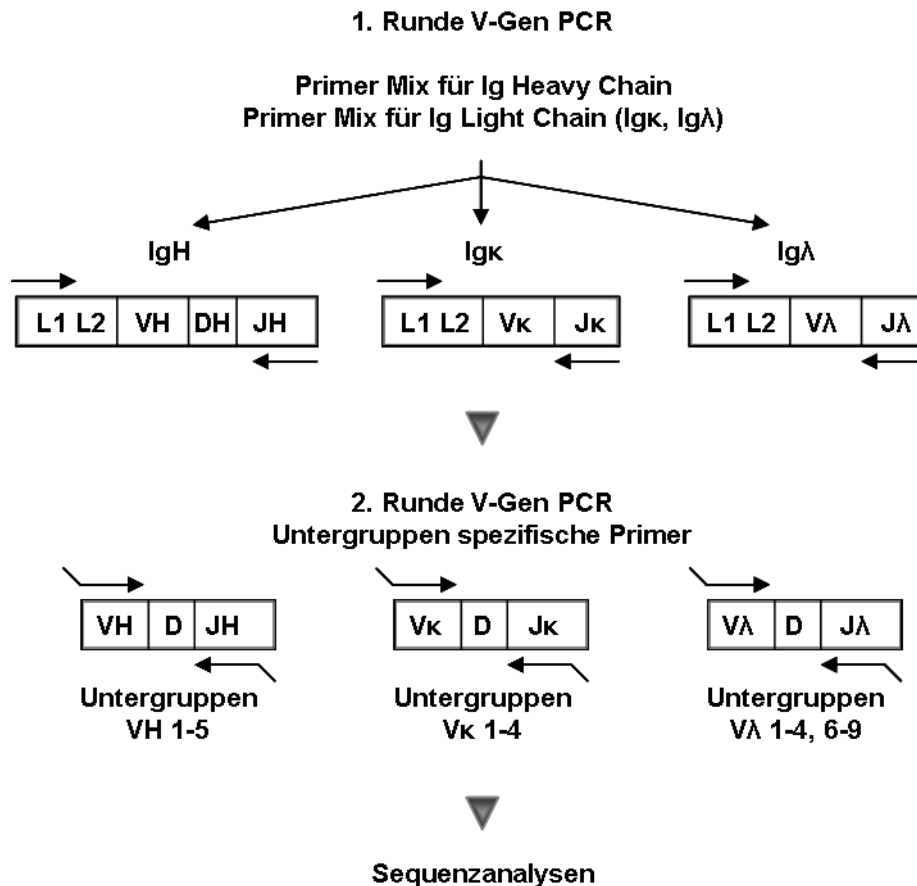 1. Runde V-Gen PCR
Primer Mix für Ig Heavy Chain
Primer Mix für Ig Light Chain (Igκ, Igλ)
IgH
Igκ
Igλ
L1 L2 VH DH JH
L1 L2 Vκ Jκ
L1 L2 Vλ Jλ
2. Runde V-Gen PCR
Untergruppen spezifische Primer
VH D JH
Vκ D Jκ
Vλ D Jλ
Untergruppen
VH 1-5
Untergruppen
Vκ 1-4
Untergruppen
Vλ 1-4, 6-9
Sequenzanalysen